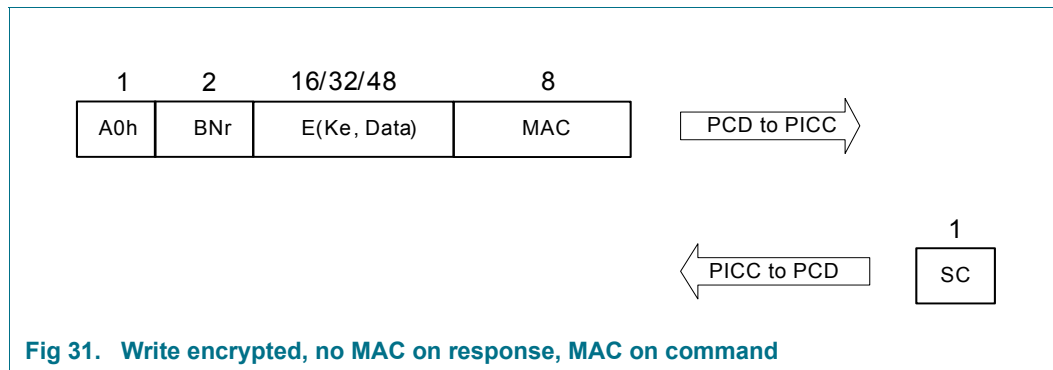 1 2 16/32/48 8
A0h BNr E(Ke, Data) MAC PCD to PICC
1
PICC to PCD SC
Fig 31. Write encrypted, no MAC on response, MAC on command